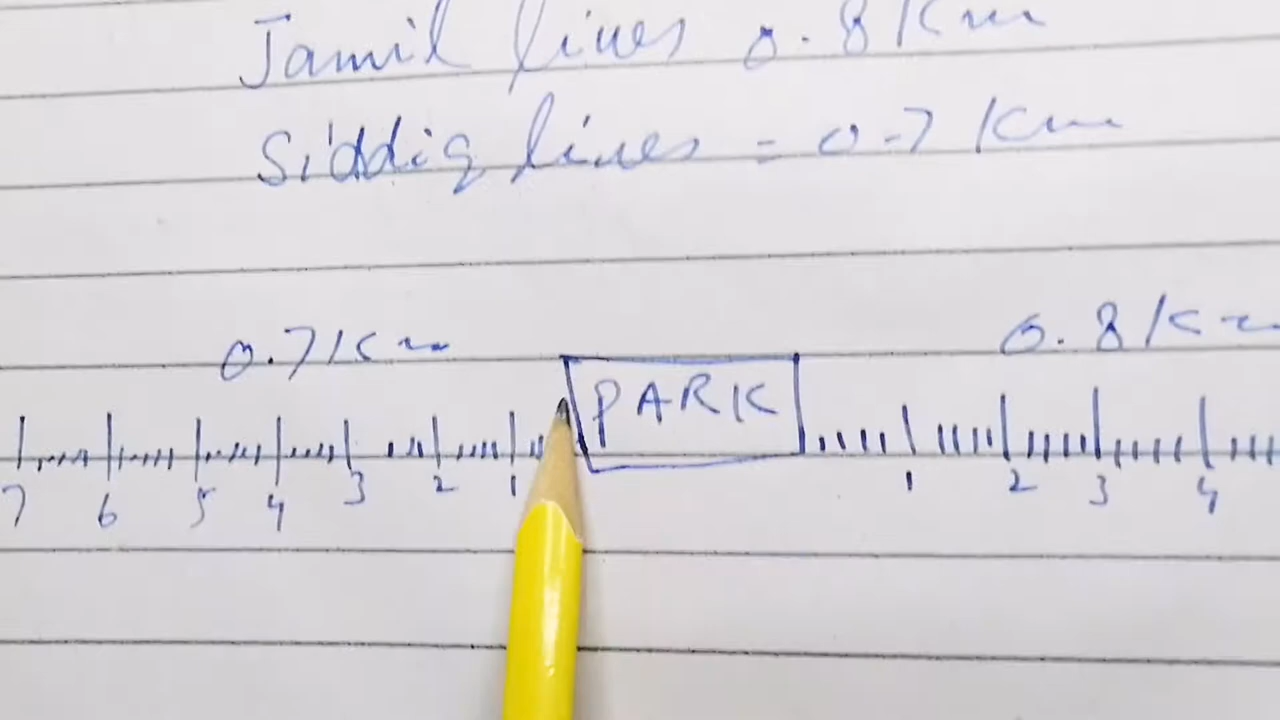 Jamil lives 0.8 Km
Siddiq lives = 0.7 Km
0.7 Km
0.8 Km
PARK
7 6 5 4 3 2 1 1 2 3 4